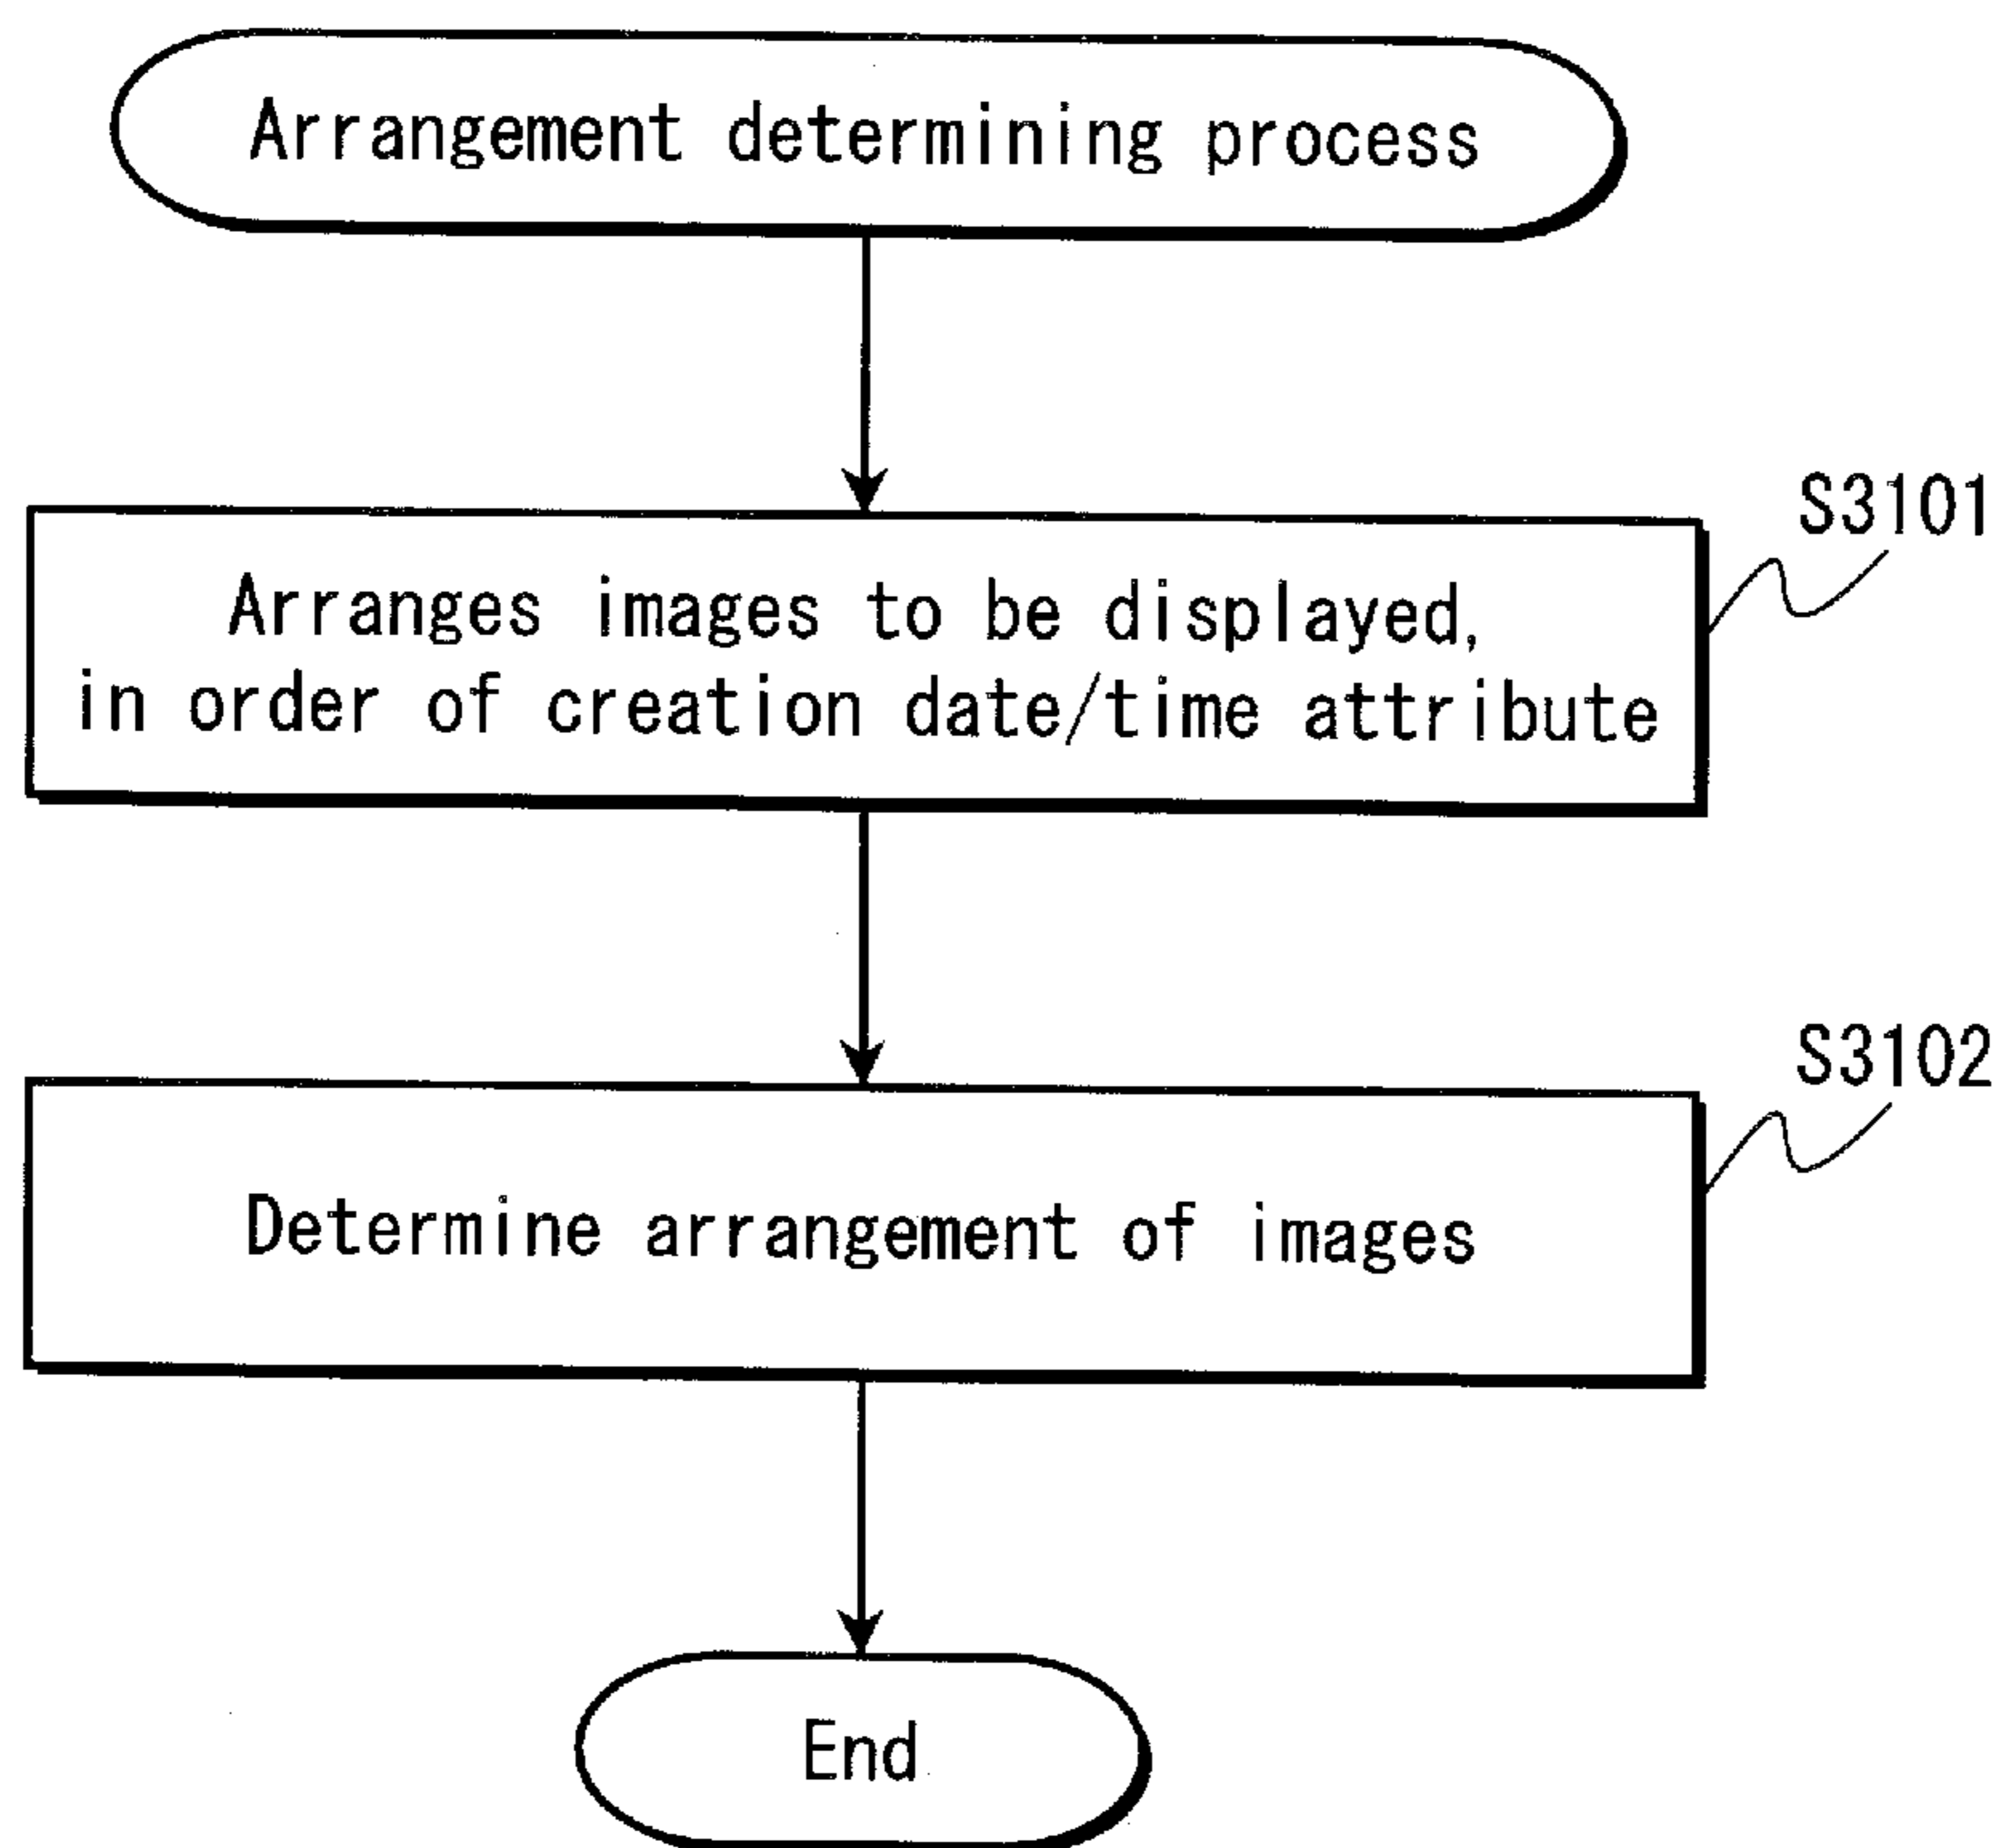 Arrangement determining process
S3101
Arranges images to be displayed,
in order of creation date/time attribute
S3102
Determine arrangement of images
End